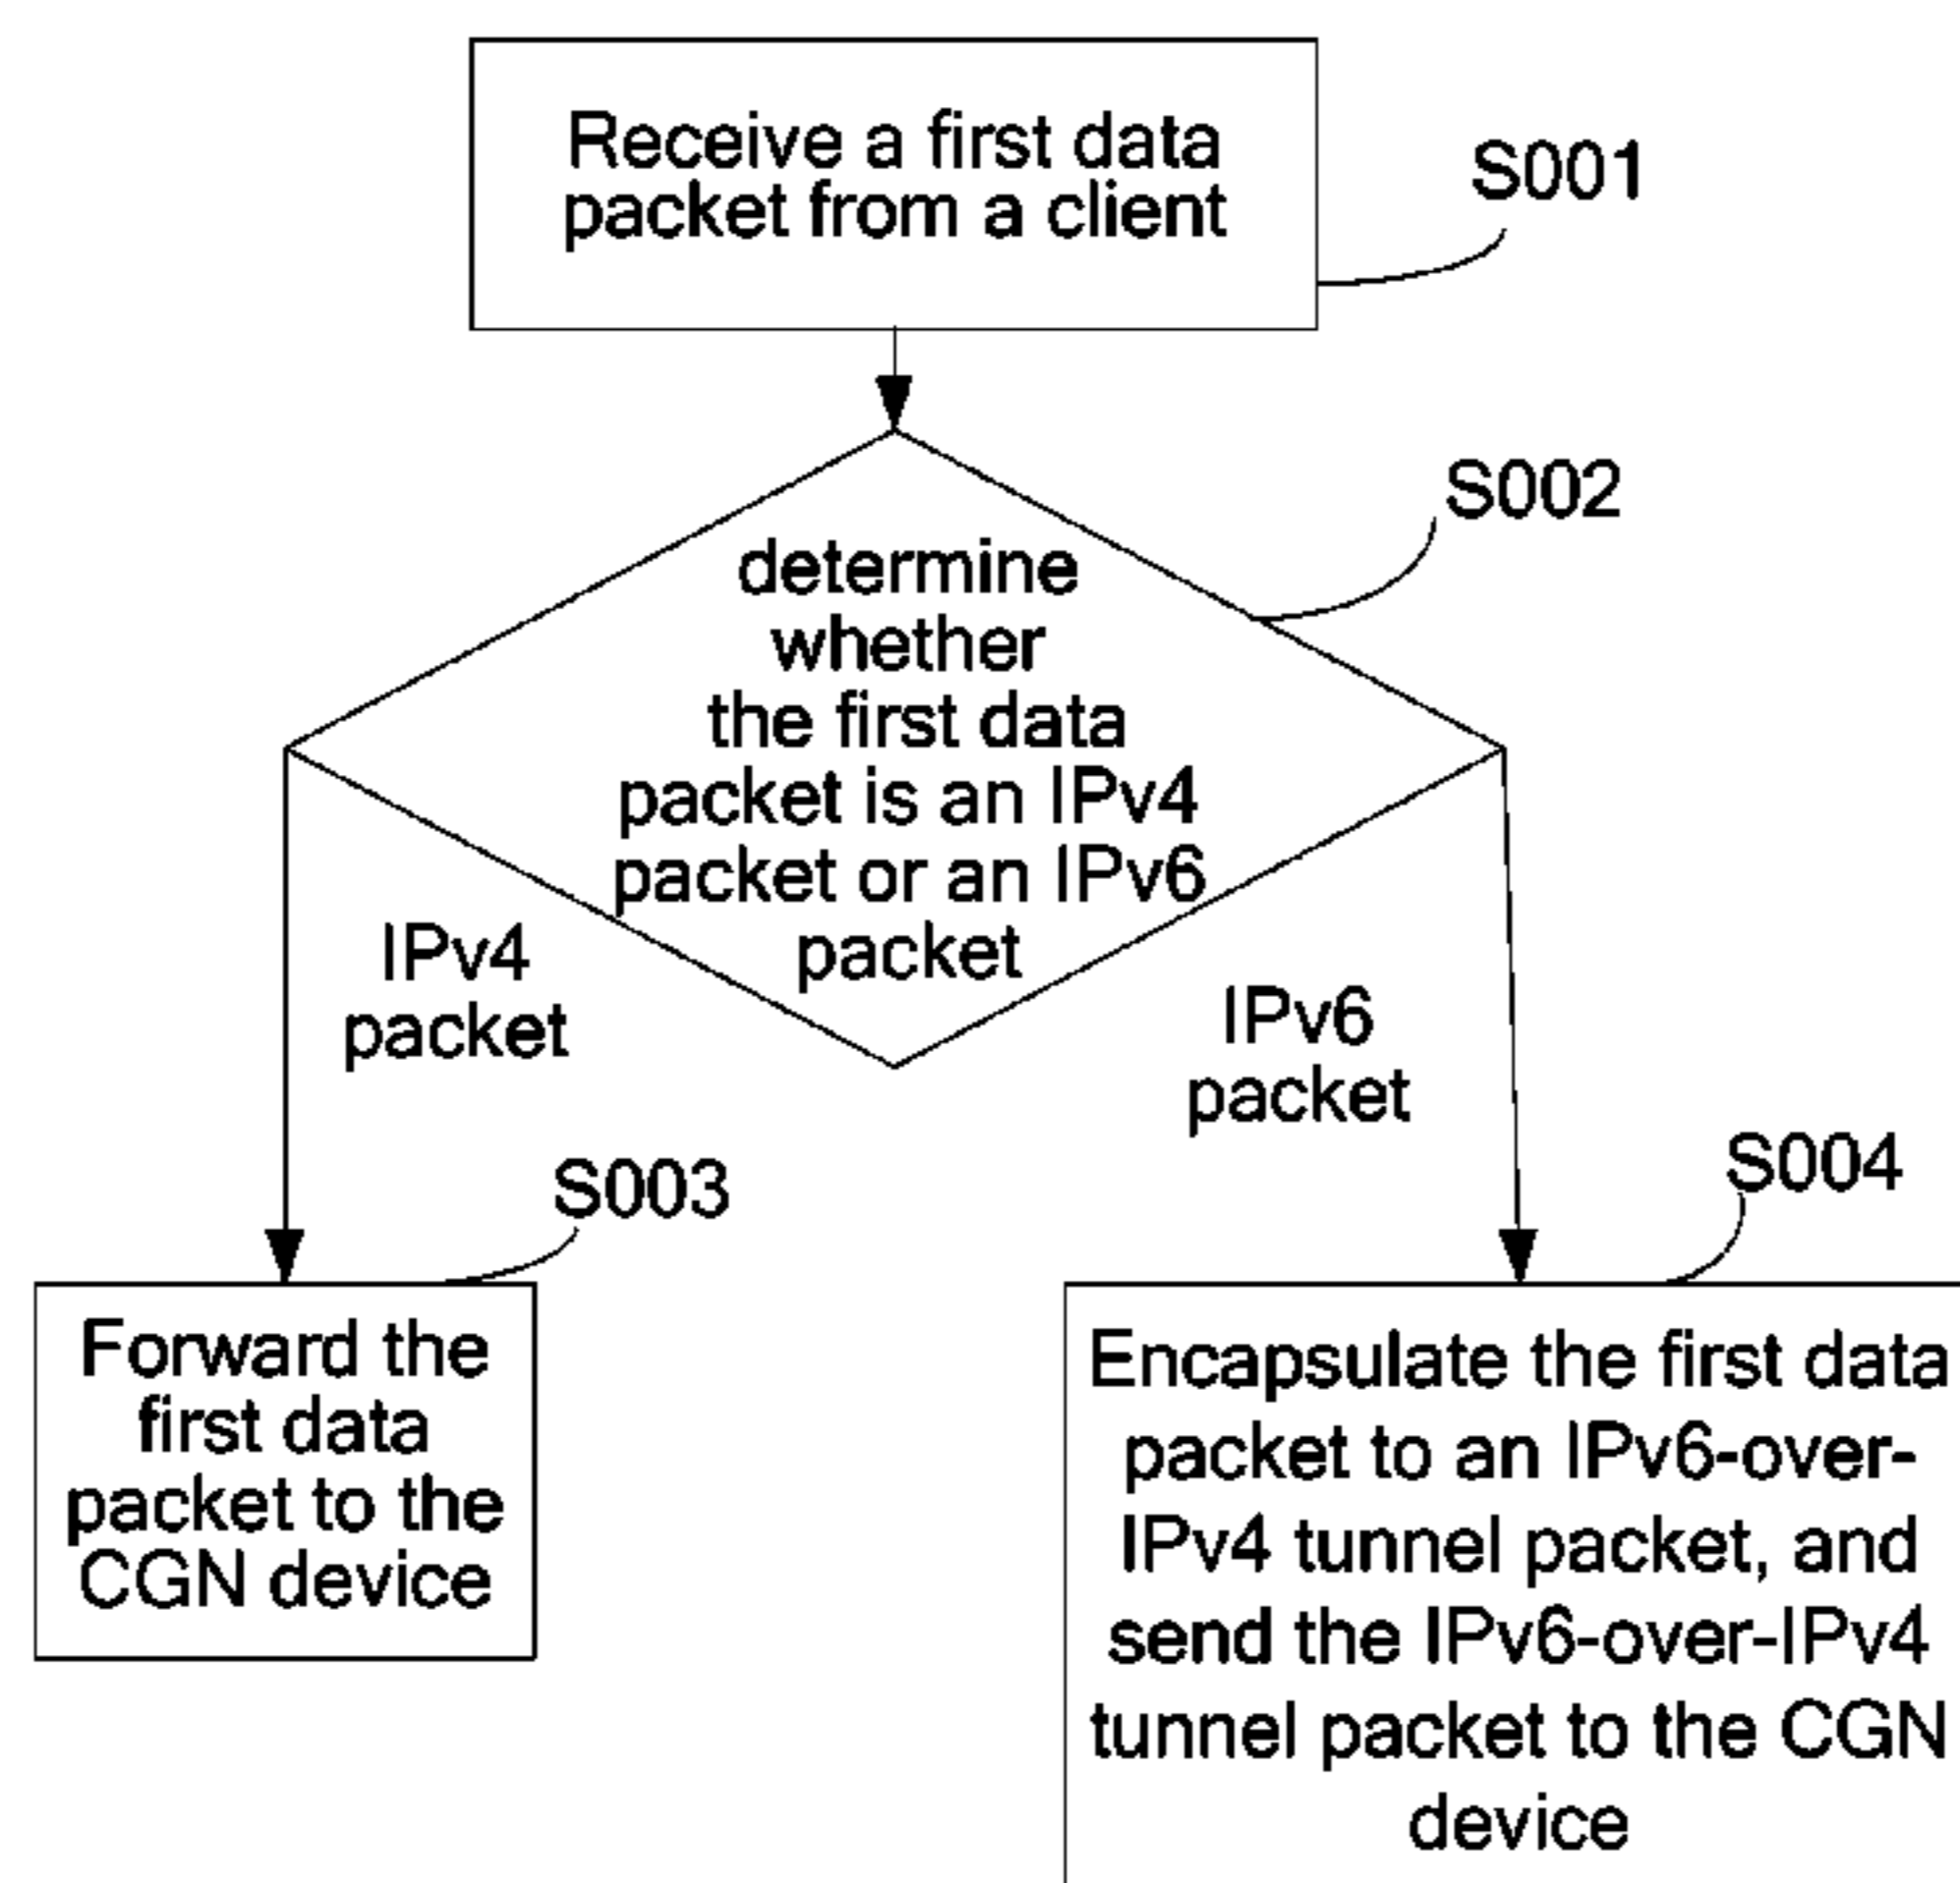 Receive a first data
packet from a client
S001
S002
determine
whether
the first data
packet is an IPv4
packet or an IPv6
packet
IPv4
packet
IPv6
packet
S003
S004
Forward the
first data
packet to the
CGN device
Encapsulate the first data
packet to an IPv6-over-
IPv4 tunnel packet, and
send the IPv6-over-IPv4
tunnel packet to the CGN
device